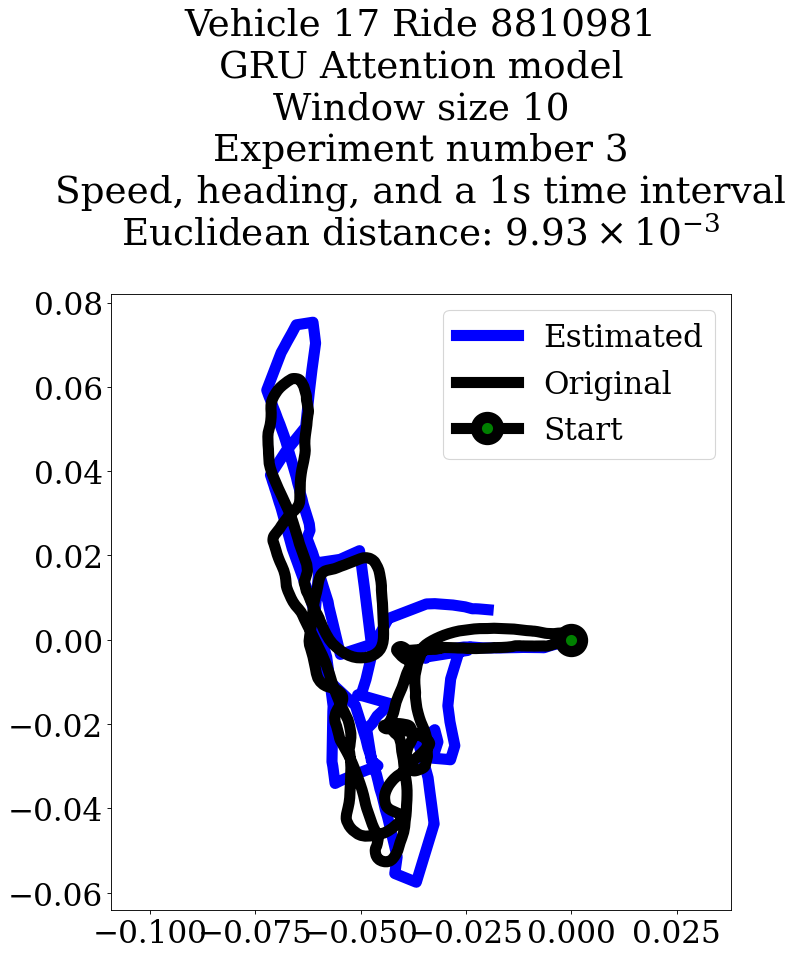 Vehicle 17 Ride 8810981
GRU Attention model
Window size 10
Experiment number 3
Speed, heading, and a 1s time interval
Euclidean distance: 9.93 × 10⁻³
Estimated
Original
Start
0.08
0.06
0.04
0.02
0.00
−0.02
−0.04
−0.06
−0.100 −0.075 −0.050 −0.025 0.000 0.025